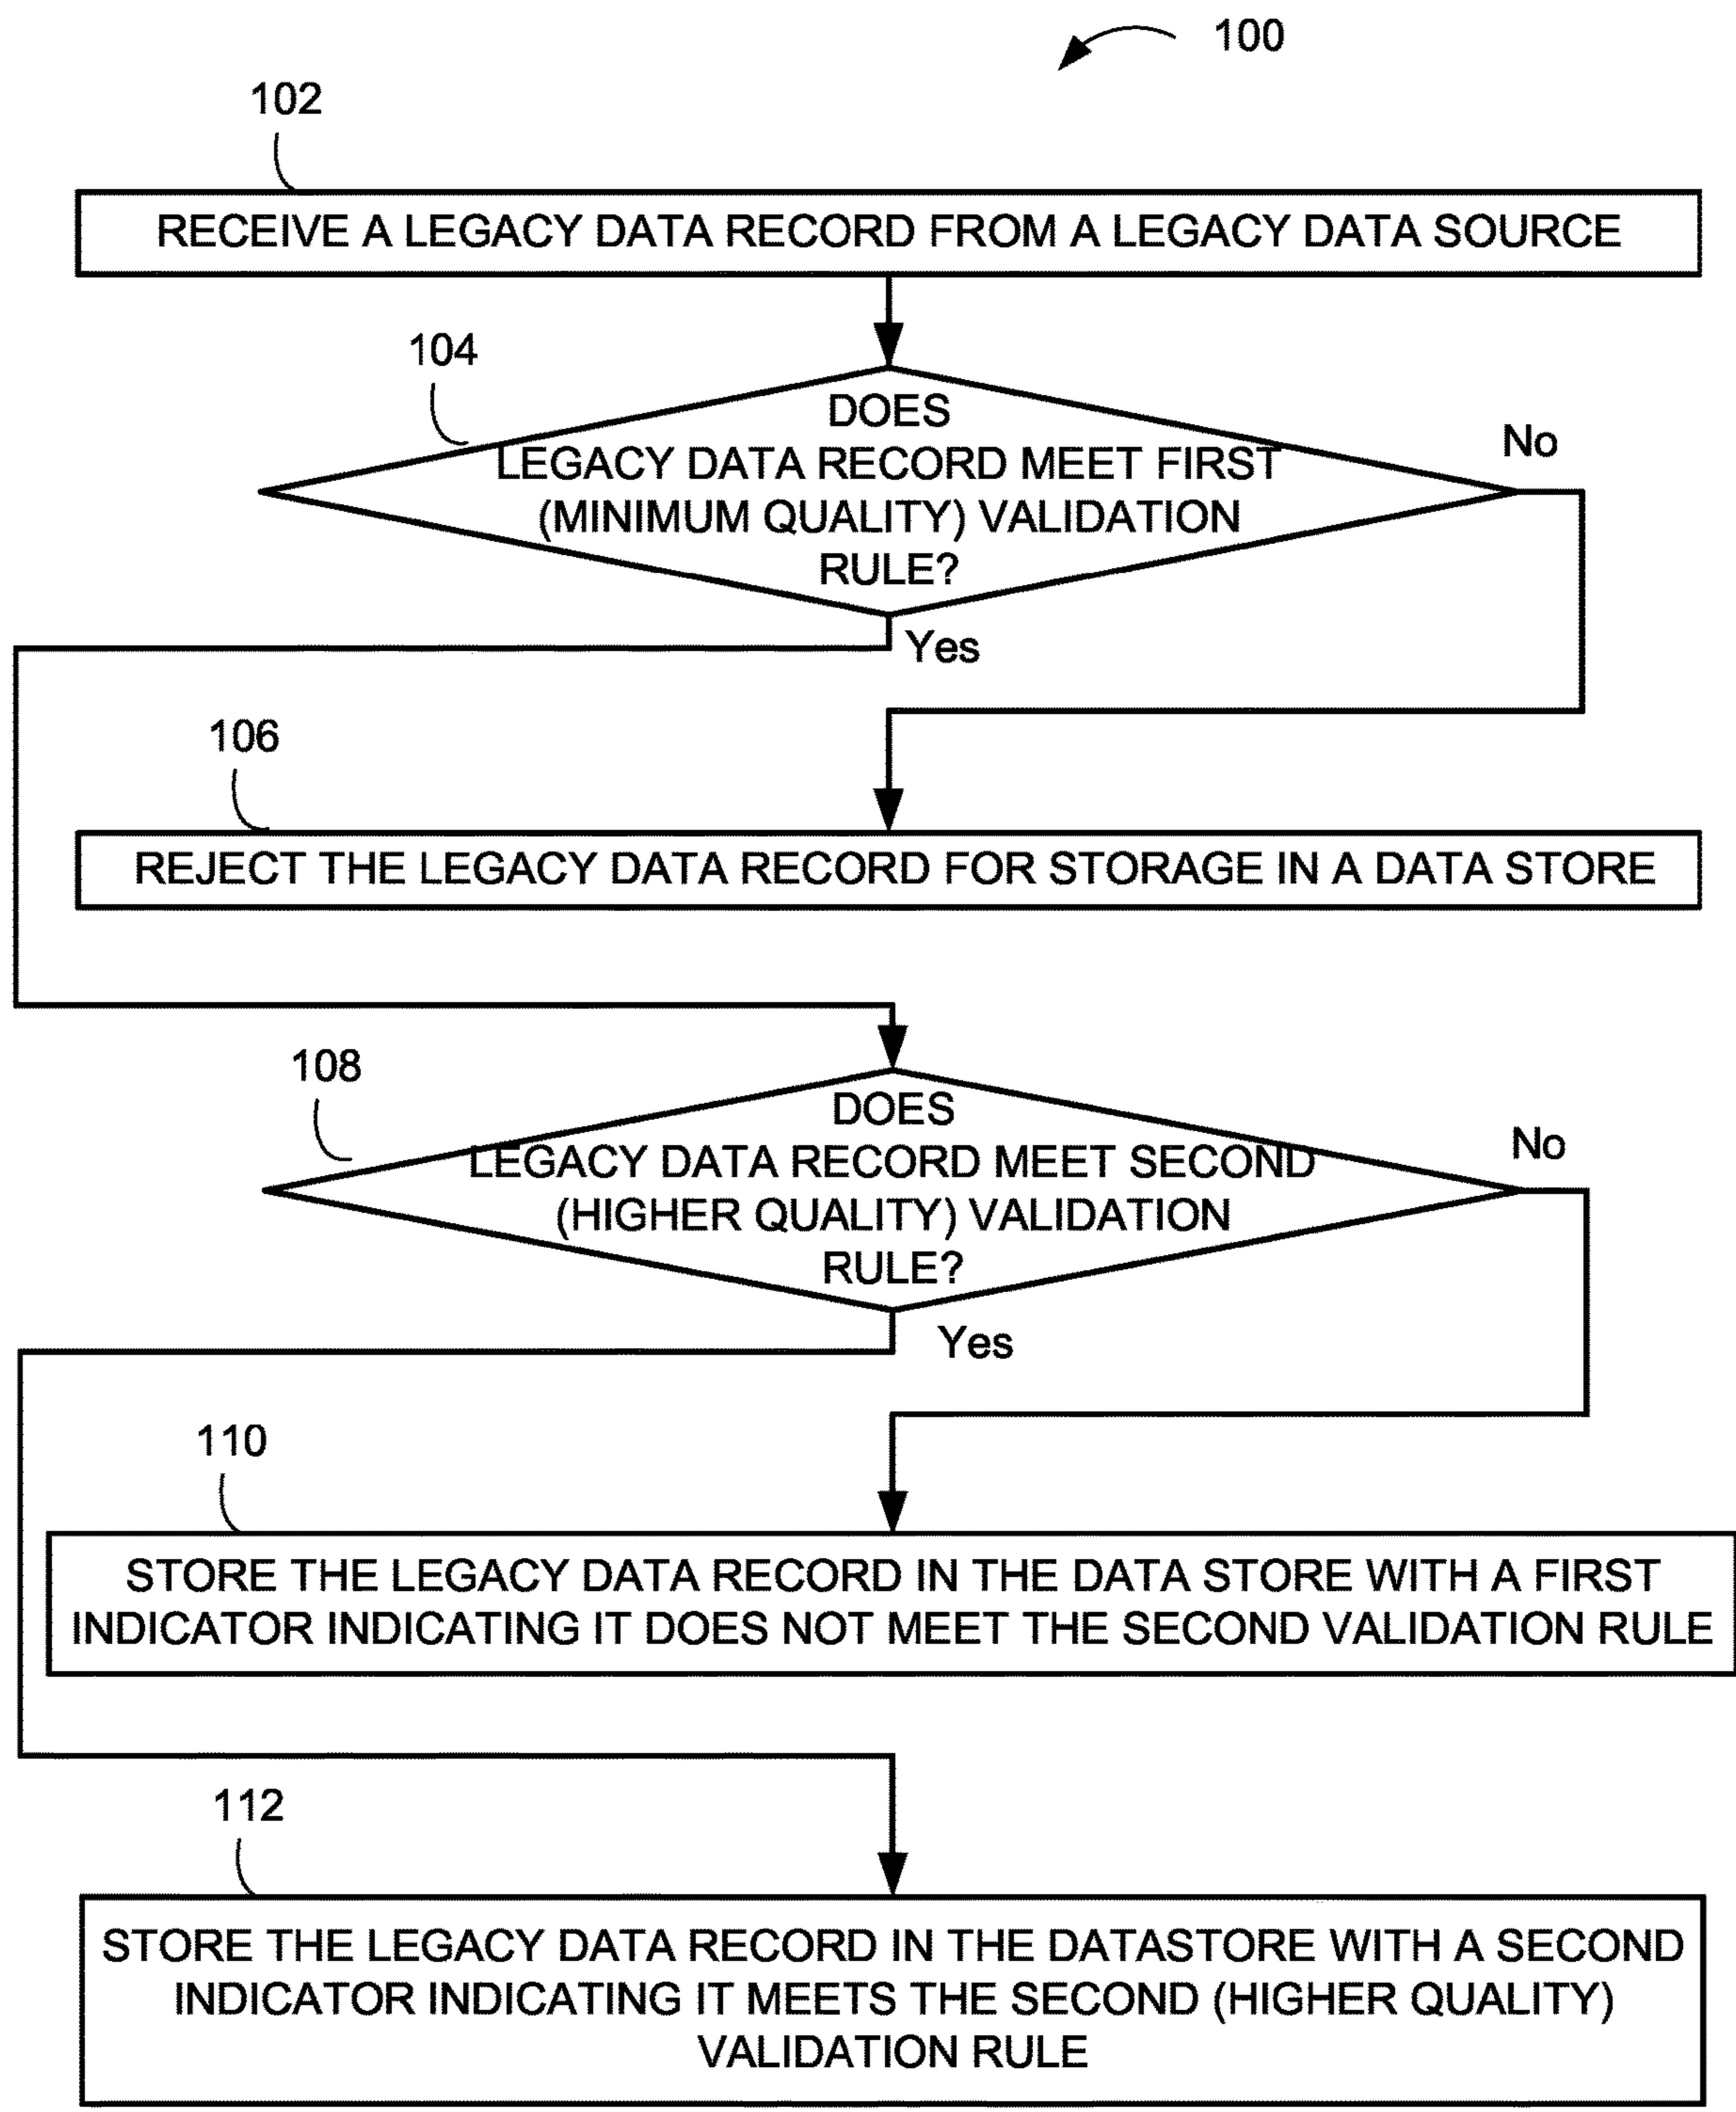 100
102
RECEIVE A LEGACY DATA RECORD FROM A LEGACY DATA SOURCE
104
DOES
LEGACY DATA RECORD MEET FIRST
(MINIMUM QUALITY) VALIDATION
RULE?
No
Yes
106
REJECT THE LEGACY DATA RECORD FOR STORAGE IN A DATA STORE
108
DOES
LEGACY DATA RECORD MEET SECOND
(HIGHER QUALITY) VALIDATION
RULE?
No
Yes
110
STORE THE LEGACY DATA RECORD IN THE DATA STORE WITH A FIRST
INDICATOR INDICATING IT DOES NOT MEET THE SECOND VALIDATION RULE
112
STORE THE LEGACY DATA RECORD IN THE DATASTORE WITH A SECOND
INDICATOR INDICATING IT MEETS THE SECOND (HIGHER QUALITY)
VALIDATION RULE